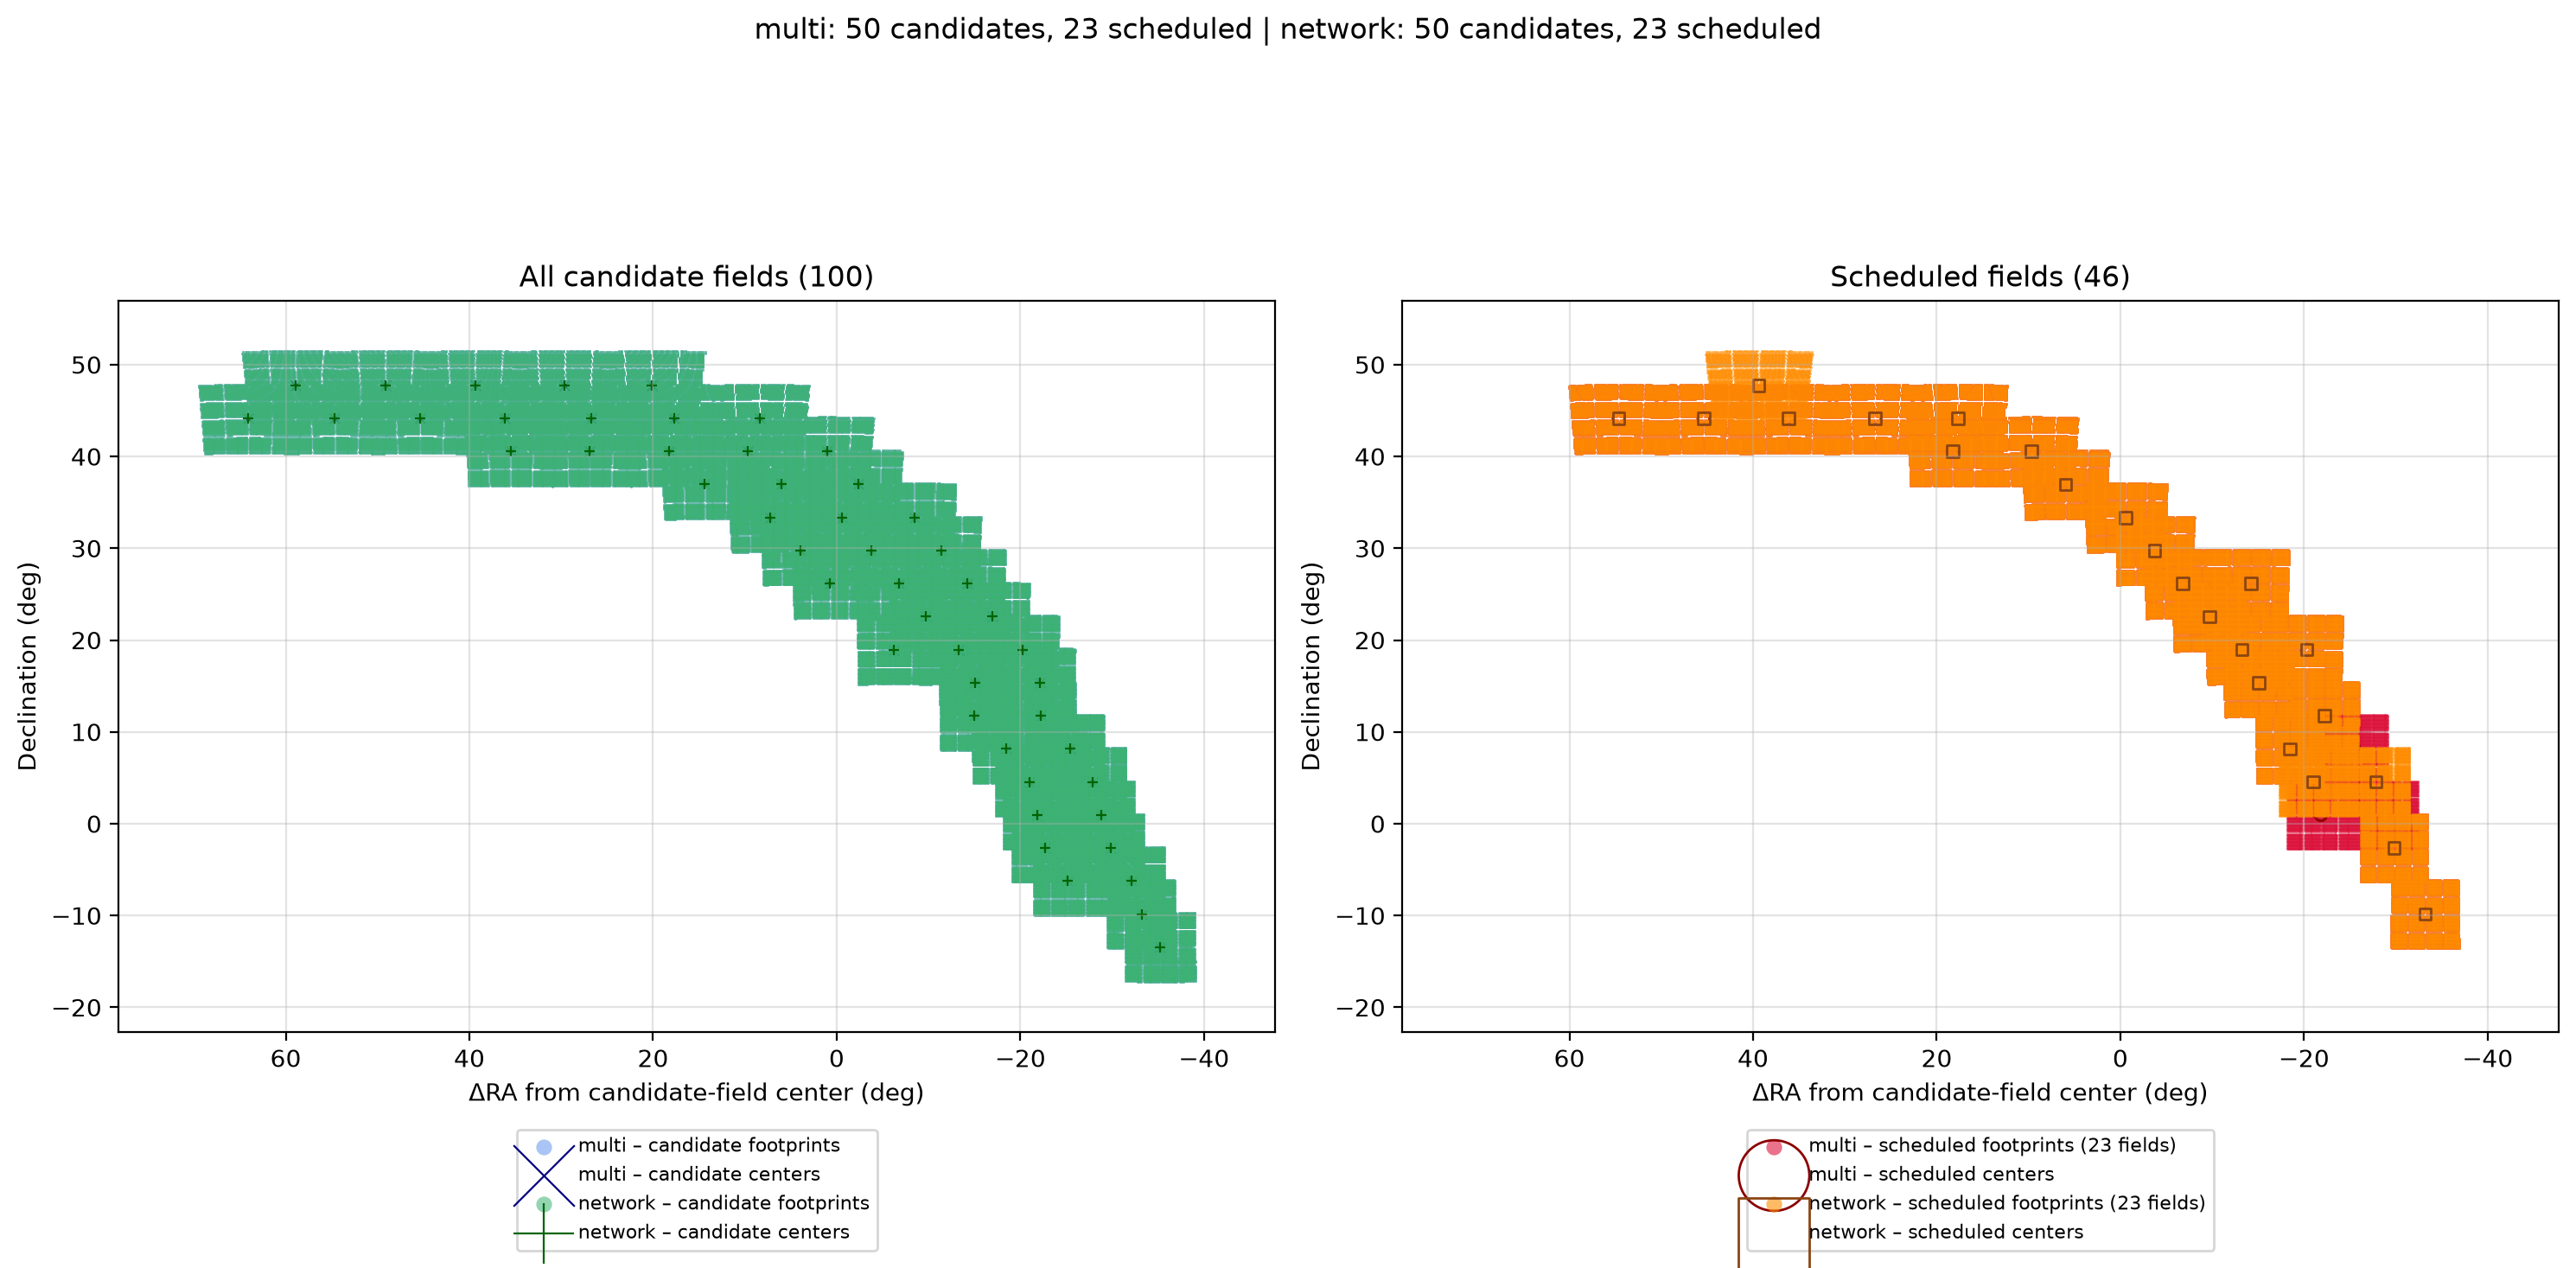 multi: 50 candidates, 23 scheduled | network: 50 candidates, 23 scheduled
All candidate fields (100)
Declination (deg)
50
40
30
20
10
0
−10
−20
60
40
20
0
−20
−40
ΔRA from candidate-field center (deg)
multi – candidate footprints
multi – candidate centers
network – candidate footprints
network – candidate centers
Scheduled fields (46)
Declination (deg)
50
40
30
20
10
0
−10
−20
60
40
20
0
−20
−40
ΔRA from candidate-field center (deg)
multi – scheduled footprints (23 fields)
multi – scheduled centers
network – scheduled footprints (23 fields)
network – scheduled centers